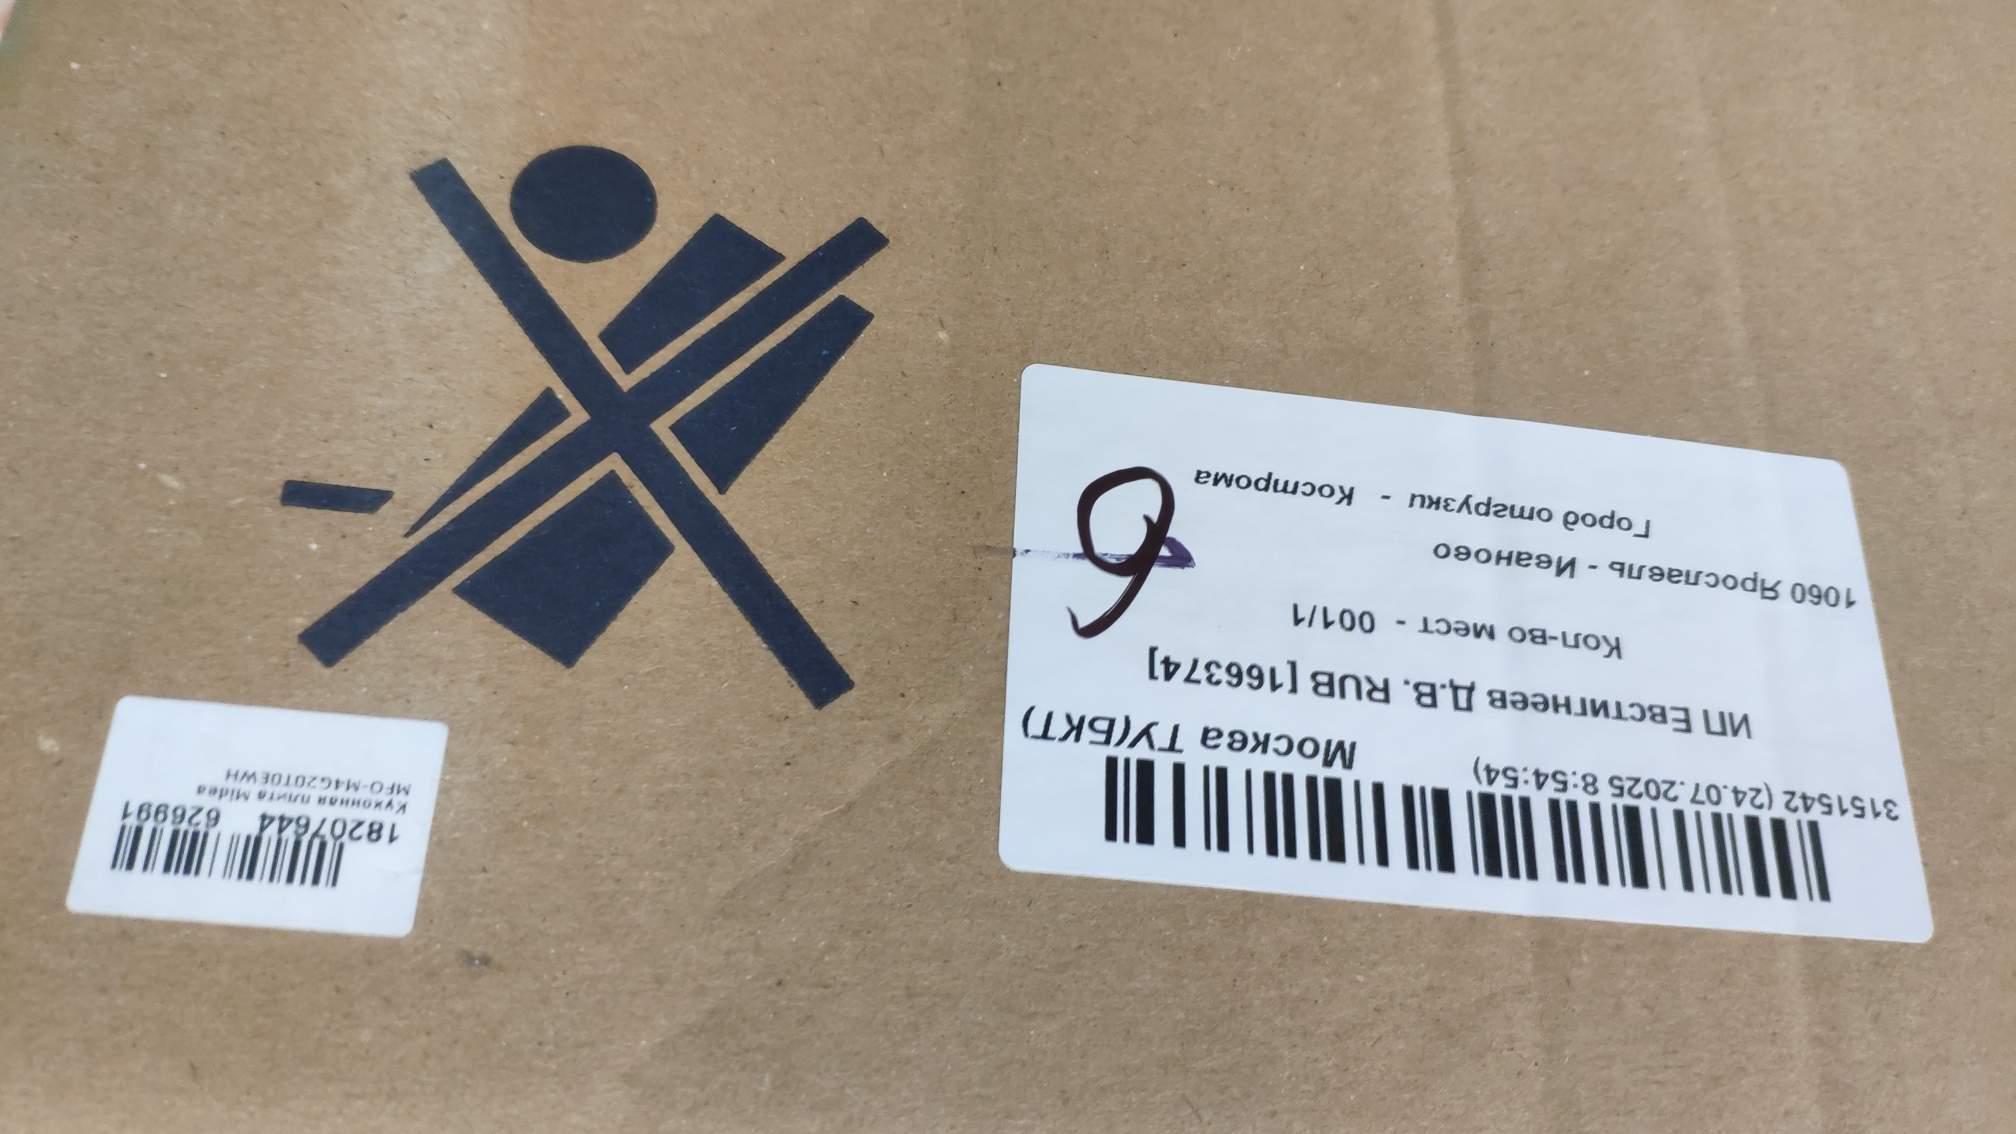 3151542 (24.07.2025 8:54:54)
Москва ТУ(БКТ)
ИП Евстигнеев Д.В. RUB [166374]
Кол-во мест - 001/1
1060 Ярославль - Иваново
Город отгрузки - Кострома
6
18207644 626991
Кухонная плита Midea
MFO-M4G20T0EWH